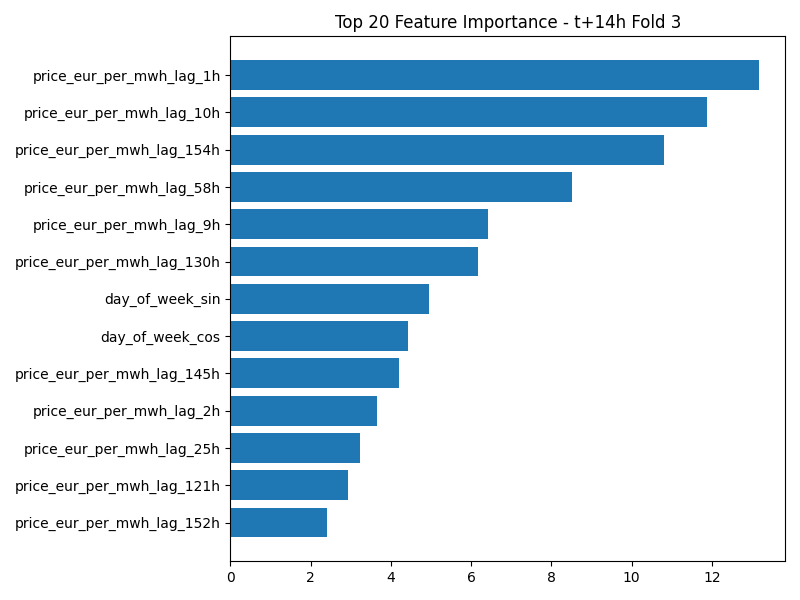 Top 20 Feature Importance - t+14h Fold 3
price_eur_per_mwh_lag_1h
price_eur_per_mwh_lag_10h
price_eur_per_mwh_lag_154h
price_eur_per_mwh_lag_58h
price_eur_per_mwh_lag_9h
price_eur_per_mwh_lag_130h
day_of_week_sin
day_of_week_cos
price_eur_per_mwh_lag_145h
price_eur_per_mwh_lag_2h
price_eur_per_mwh_lag_25h
price_eur_per_mwh_lag_121h
price_eur_per_mwh_lag_152h
0 2 4 6 8 10 12